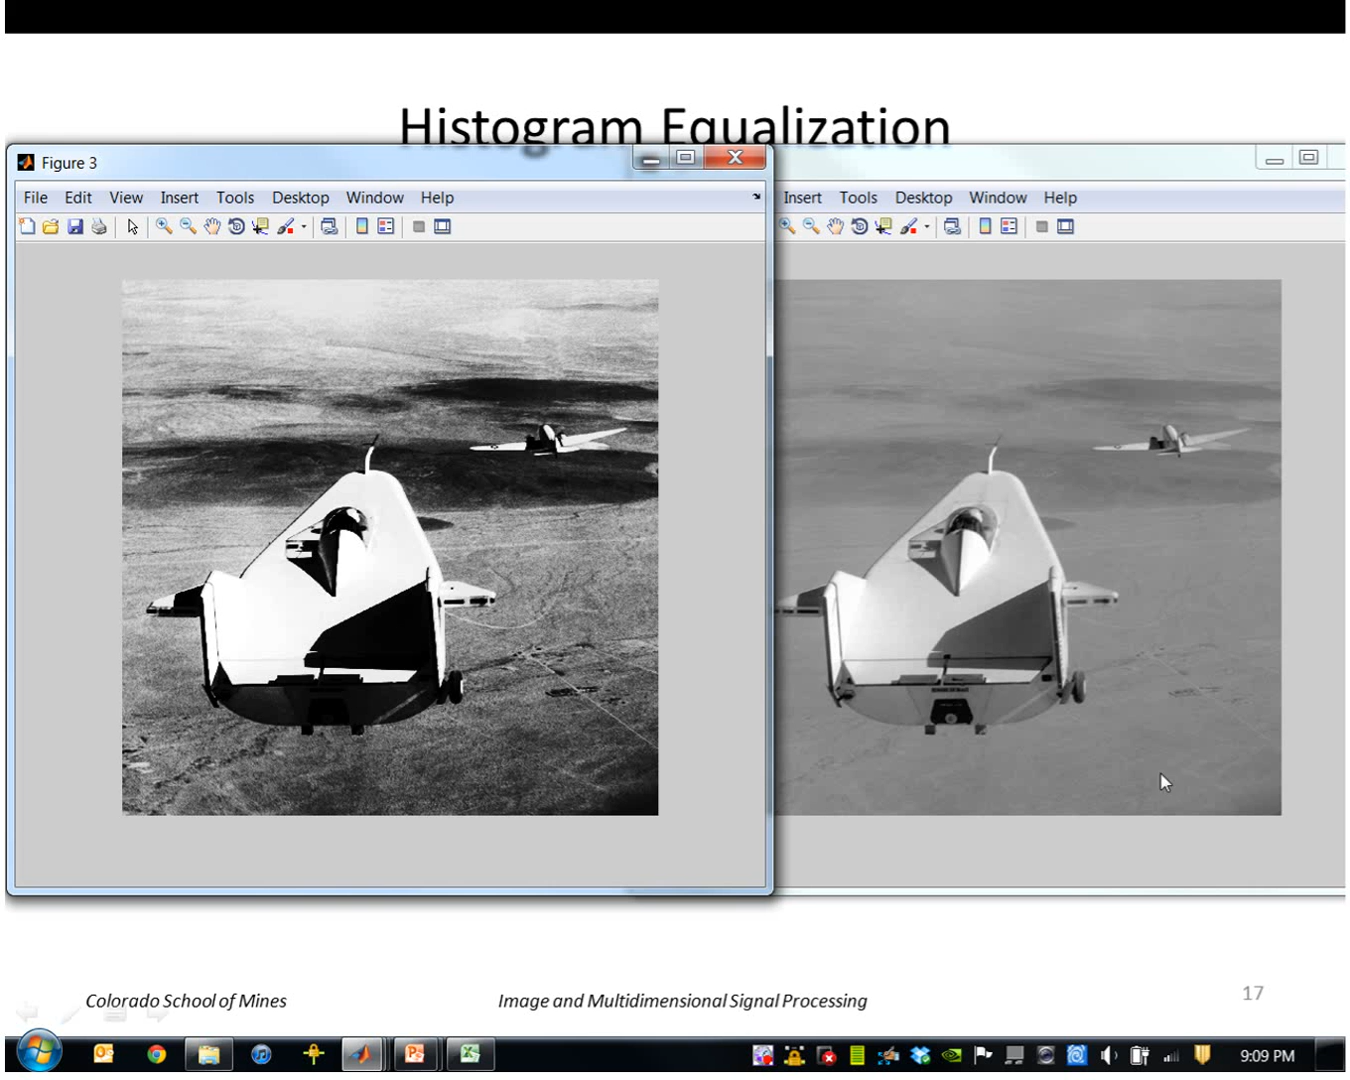 Histogram Equalization
Figure 3
File Edit View Insert Tools Desktop Window Help
Insert Tools Desktop Window Help
Colorado School of Mines
Image and Multidimensional Signal Processing
17
9:09 PM